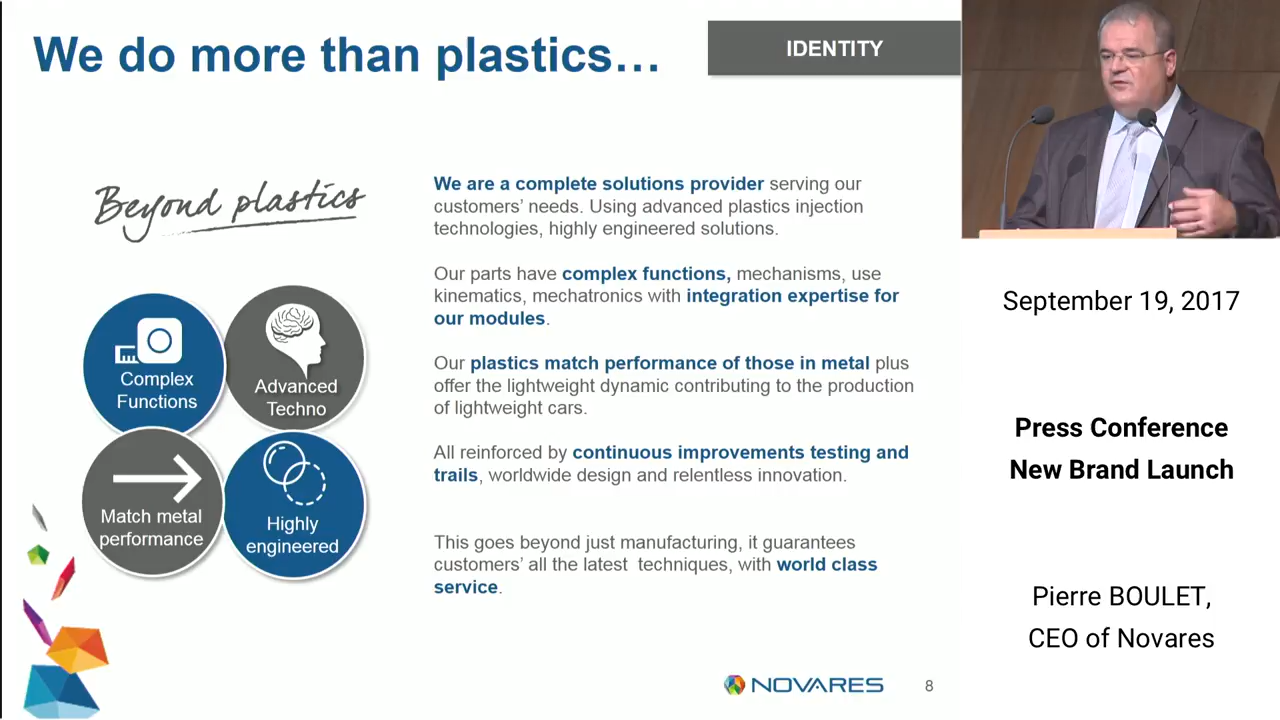 We do more than plastics…
IDENTITY
Beyond plastics
Complex
Functions
Advanced
Techno
Match metal
performance
Highly
engineered
We are a complete solutions provider serving our
customers’ needs. Using advanced plastics injection
technologies, highly engineered solutions.
Our parts have complex functions, mechanisms, use
kinematics, mechatronics with integration expertise for
our modules.
Our plastics match performance of those in metal plus
offer the lightweight dynamic contributing to the production
of lightweight cars.
All reinforced by continuous improvements testing and
trails, worldwide design and relentless innovation.
This goes beyond just manufacturing, it guarantees
customers’ all the latest techniques, with world class
service.
NOVARES
8
September 19, 2017
Press Conference
New Brand Launch
Pierre BOULET,
CEO of Novares